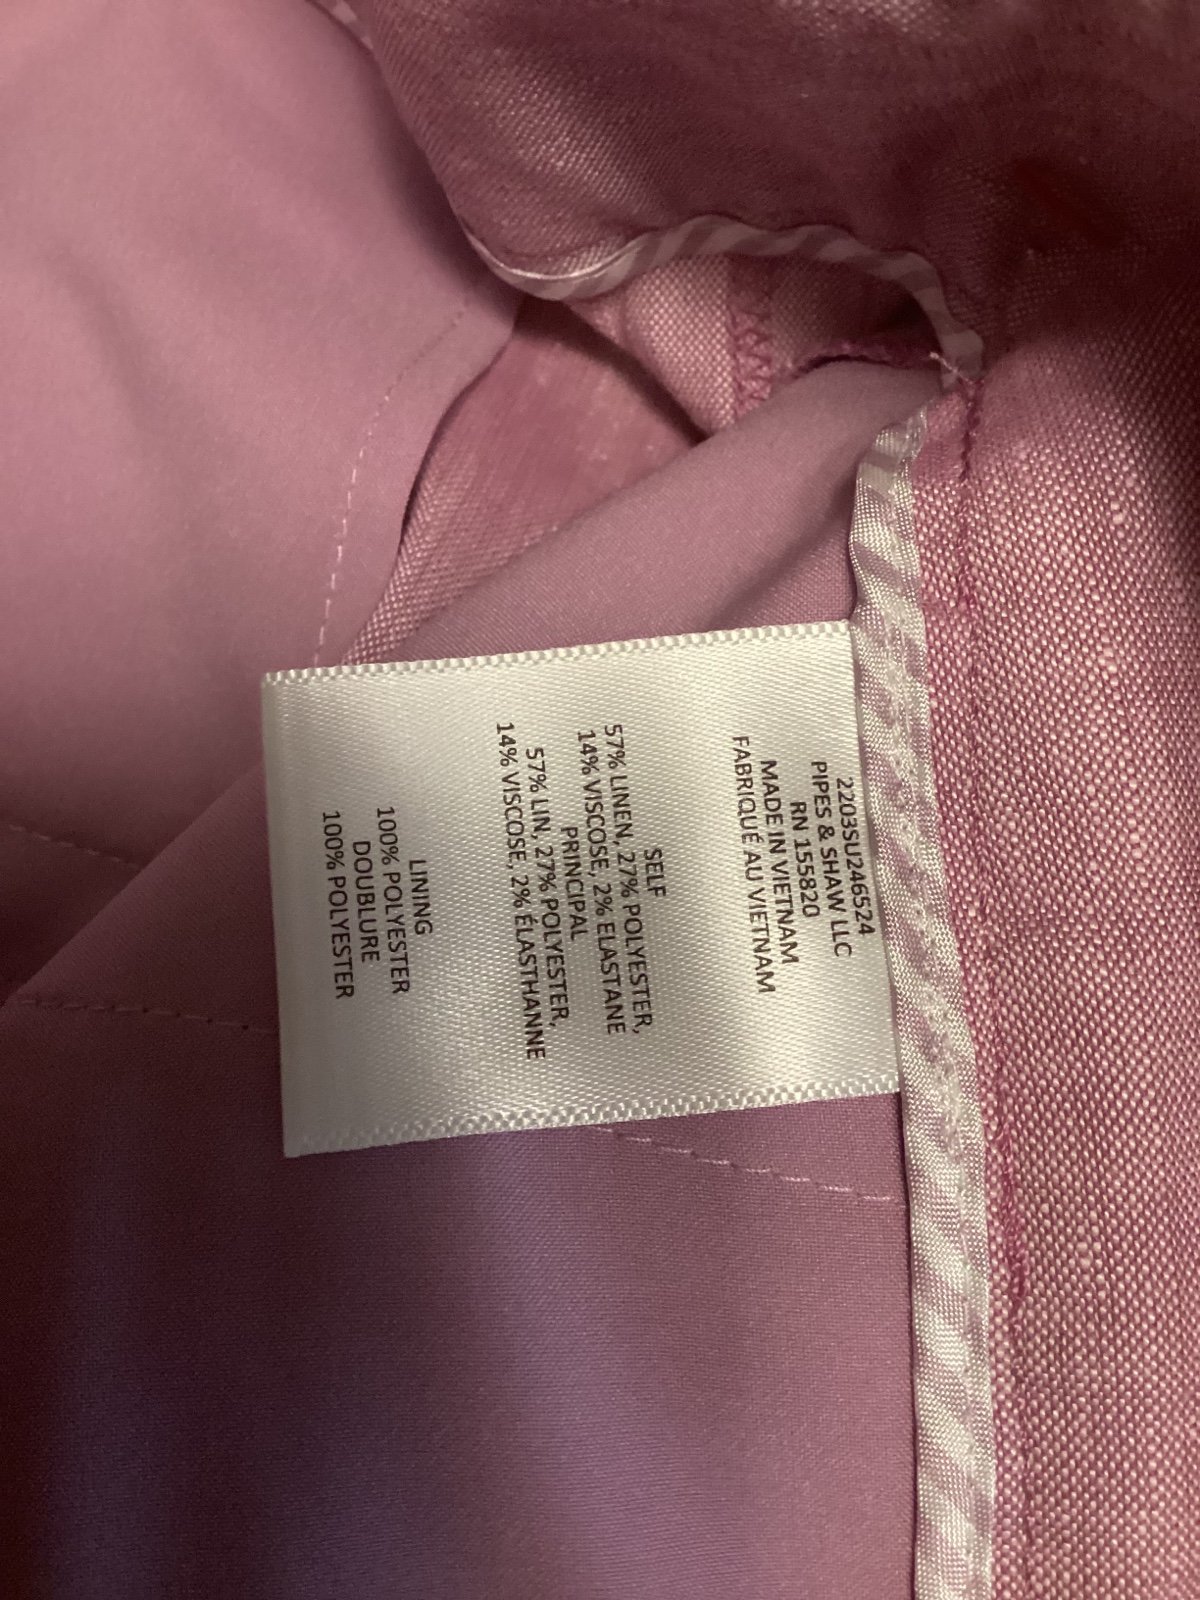 2203SU246524
PIPES & SHAW LLC
RN 155820
MADE IN VIETNAM
FABRIQUÉ AU VIETNAM
SELF
57% LINEN, 27% POLYESTER,
14% VISCOSE, 2% ELASTANE
PRINCIPAL
57% LIN, 27% POLYESTER,
14% VISCOSE, 2% ÉLASTHANNE
LINING
100% POLYESTER
DOUBLURE
100% POLYESTER